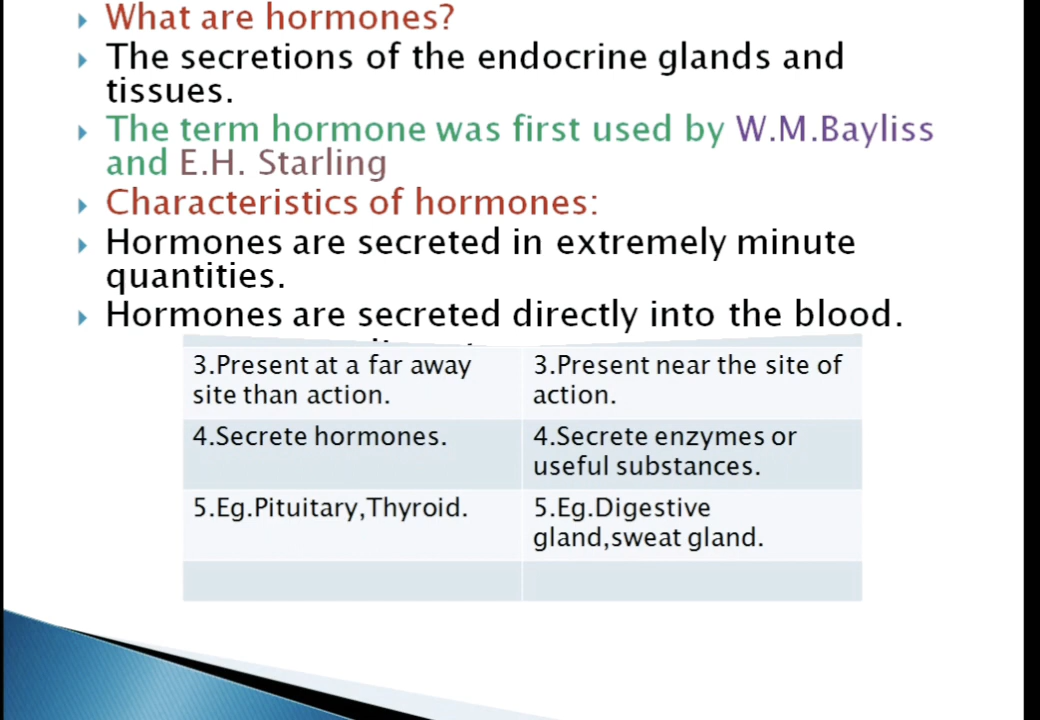 What are hormones?
The secretions of the endocrine glands and
tissues.
The term hormone was first used by W.M.Bayliss
and E.H. Starling
Characteristics of hormones:
Hormones are secreted in extremely minute
quantities.
Hormones are secreted directly into the blood.
3.Present at a far away
site than action.
3.Present near the site of
action.
4.Secrete hormones.
4.Secrete enzymes or
useful substances.
5.Eg.Pituitary,Thyroid.
5.Eg.Digestive
gland,sweat gland.